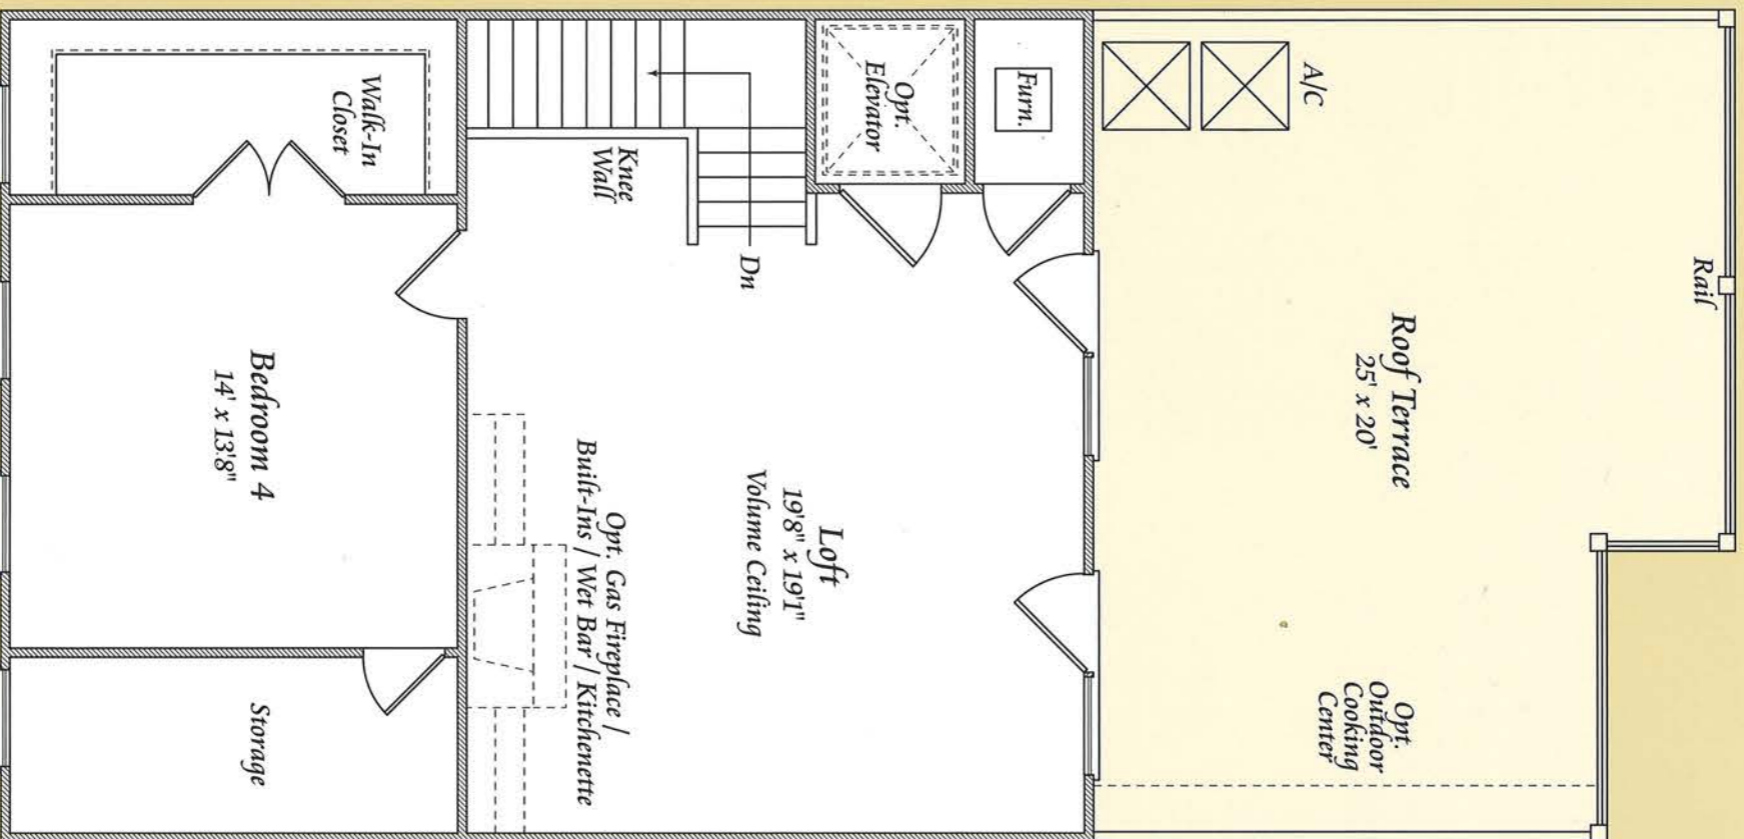 A/C
Rail
Roof Terrace
25' x 20'
Opt.
Outdoor
Cooking
Center
Furn.
Opt.
Elevator
Dn
Knee
Wall
Loft
19'8" x 19'1"
Volume Ceiling
Opt. Gas Fireplace /
Built-Ins / Wet Bar / Kitchenette
Walk-In
Closet
Bedroom 4
14' x 13'8"
Storage